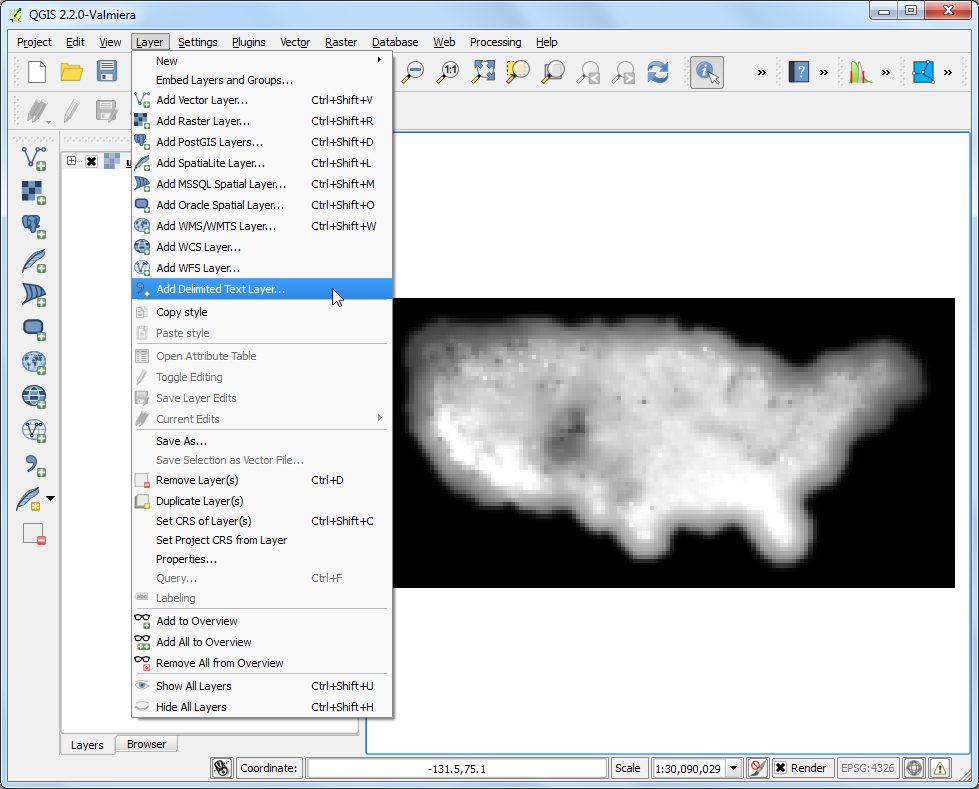 QGIS 2.2.0-Valmiera
Project Edit View Layer Settings Plugins Vector Raster Database Web Processing Help
1:1
»
»
»
»
?
New
Embed Layers and Groups...
Add Vector Layer... Ctrl+Shift+V
Add Raster Layer... Ctrl+Shift+R
Add PostGIS Layers... Ctrl+Shift+D
Add SpatiaLite Layer... Ctrl+Shift+L
Add MSSQL Spatial Layer... Ctrl+Shift+M
Add Oracle Spatial Layer... Ctrl+Shift+O
Add WMS/WMTS Layer... Ctrl+Shift+W
Add WCS Layer...
Add WFS Layer...
Add Delimited Text Layer...
Copy style
Paste style
Open Attribute Table
Toggle Editing
Save Layer Edits
Current Edits
Save As...
Save Selection as Vector File...
Remove Layer(s) Ctrl+D
Duplicate Layer(s)
Set CRS of Layer(s) Ctrl+Shift+C
Set Project CRS from Layer
Properties...
Query... Ctrl+F
Labeling
Add to Overview
Add All to Overview
Remove All from Overview
Show All Layers Ctrl+Shift+U
Hide All Layers Ctrl+Shift+H
Layers Browser
Coordinate: -131.5,75.1 Scale 1:30,090,029 Render EPSG:4326